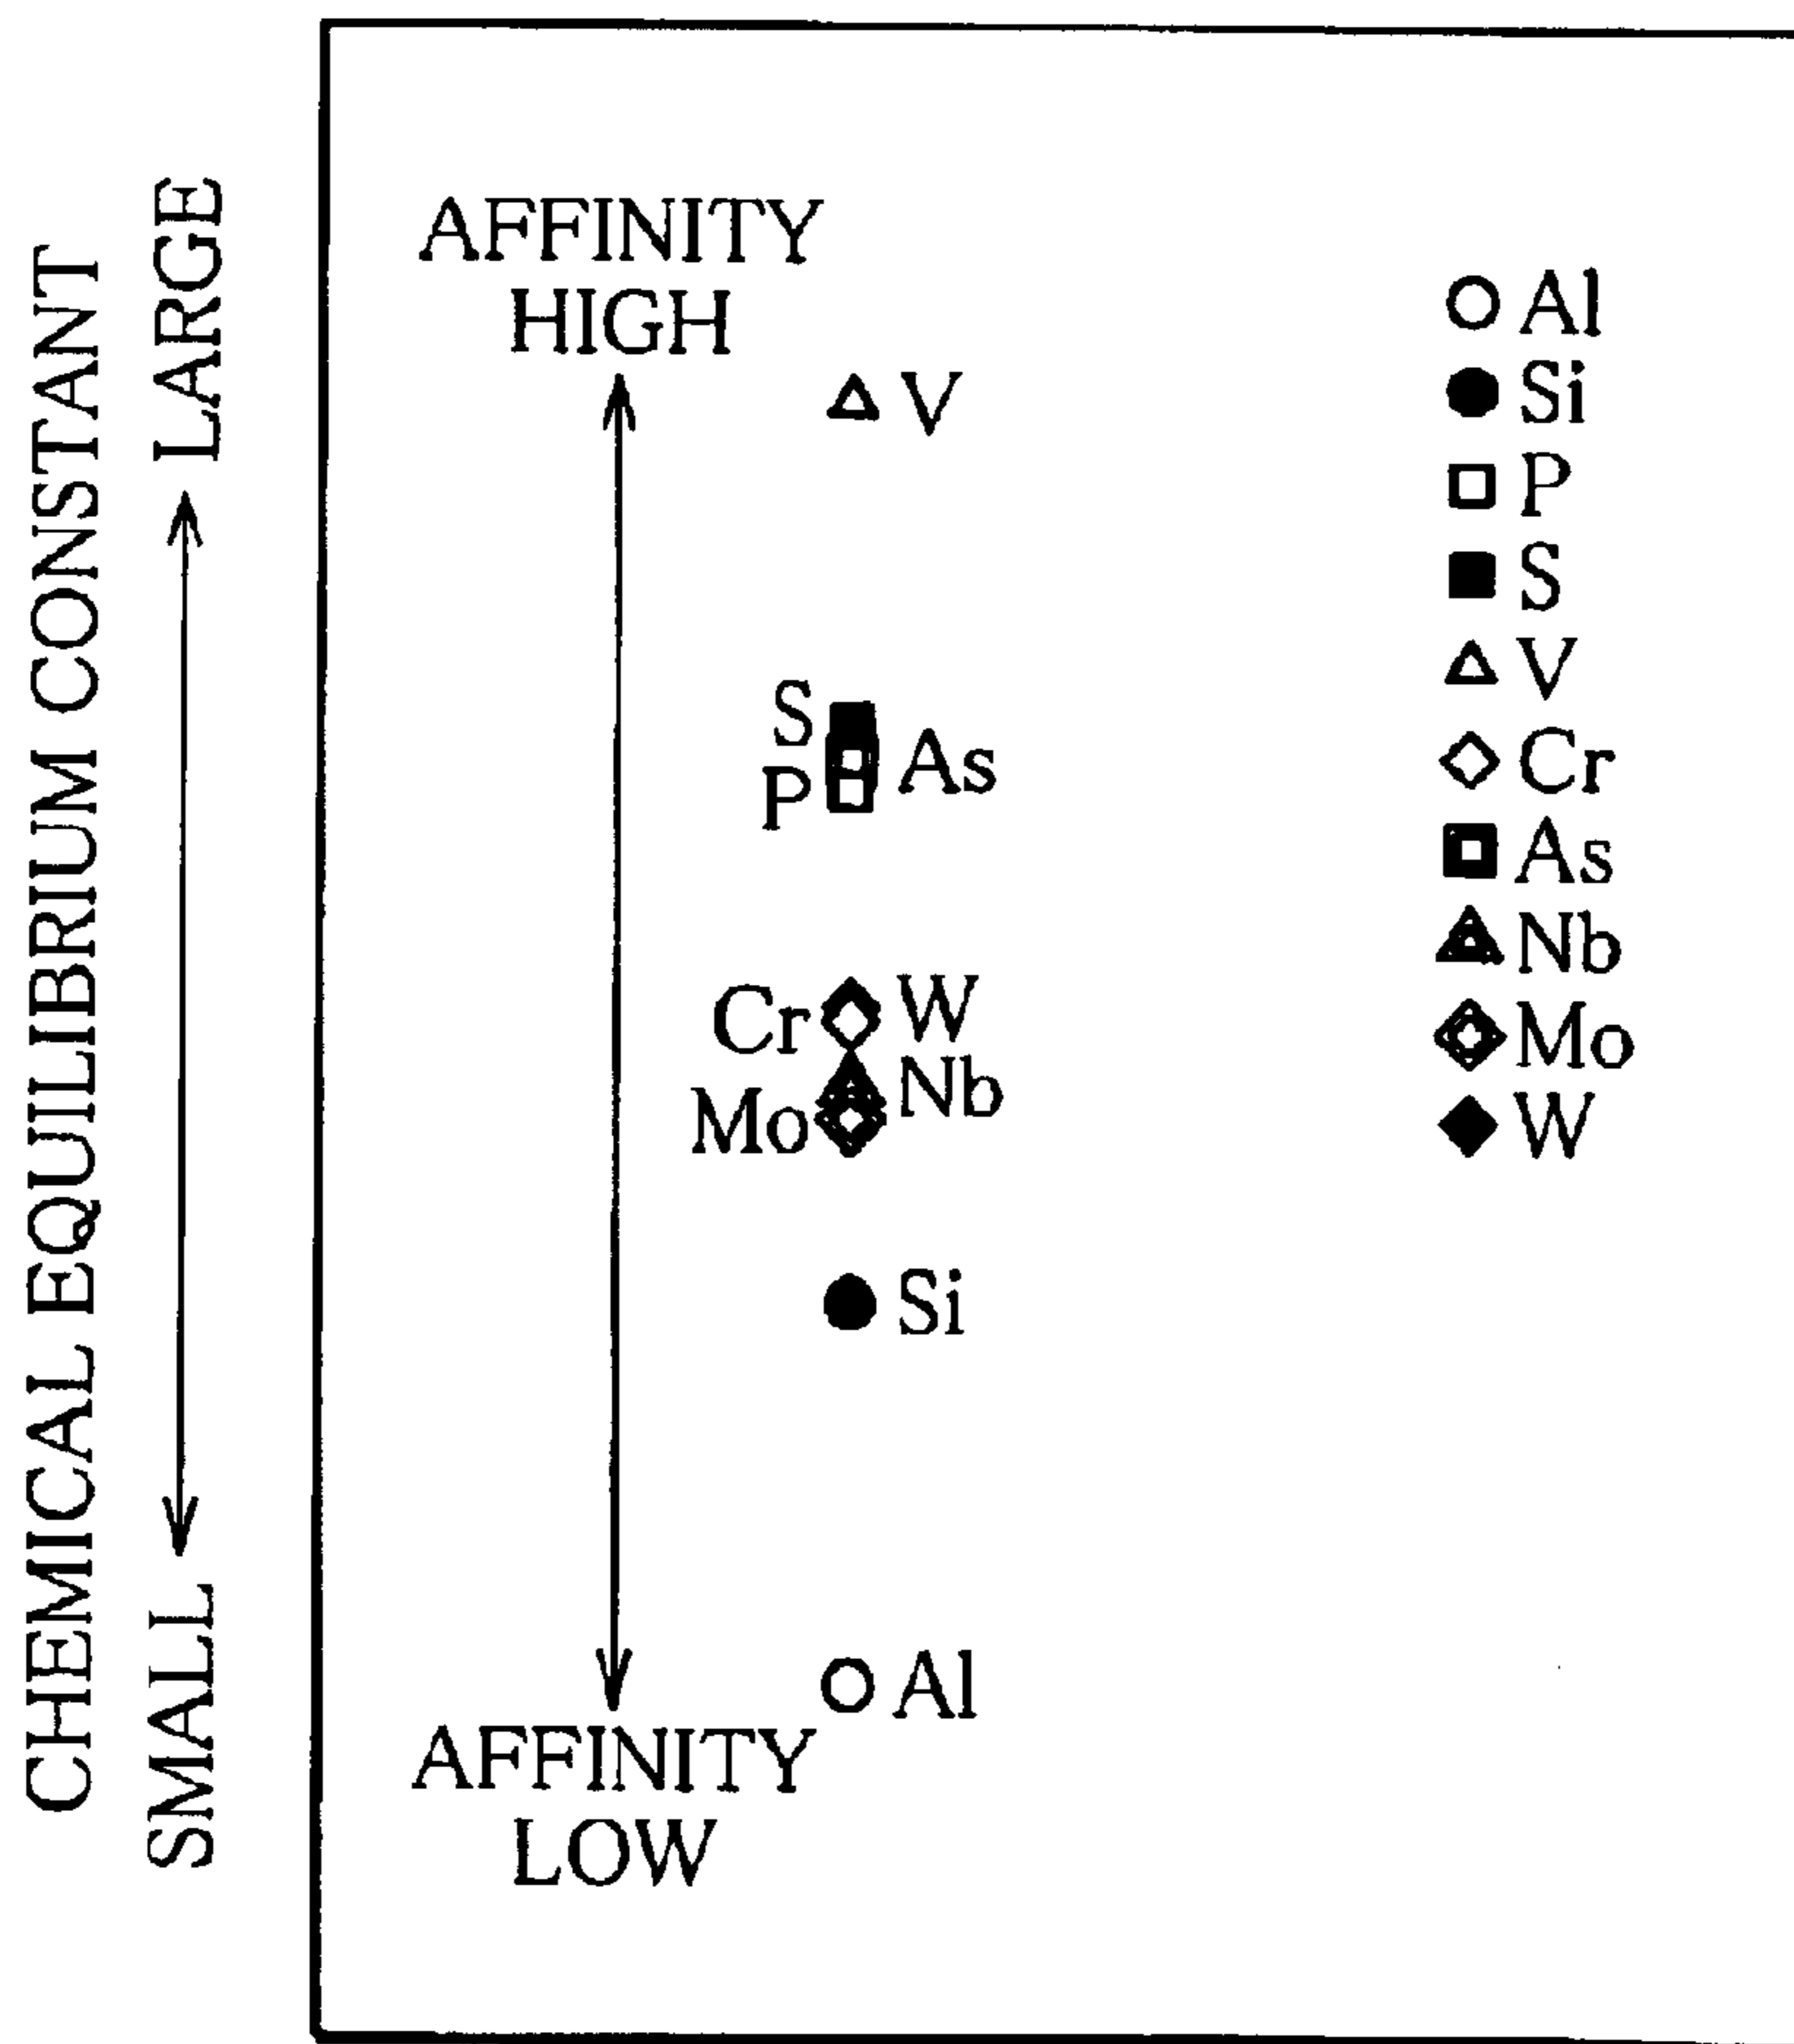 CHEMICAL EQUILIBRIUM CONSTANT
SMALL LARGE
AFFINITY
HIGH
V
S
As
P
Cr W
Nb
Mo
Si
Al
AFFINITY
LOW
Al
Si
P
S
V
Cr
As
Nb
Mo
W